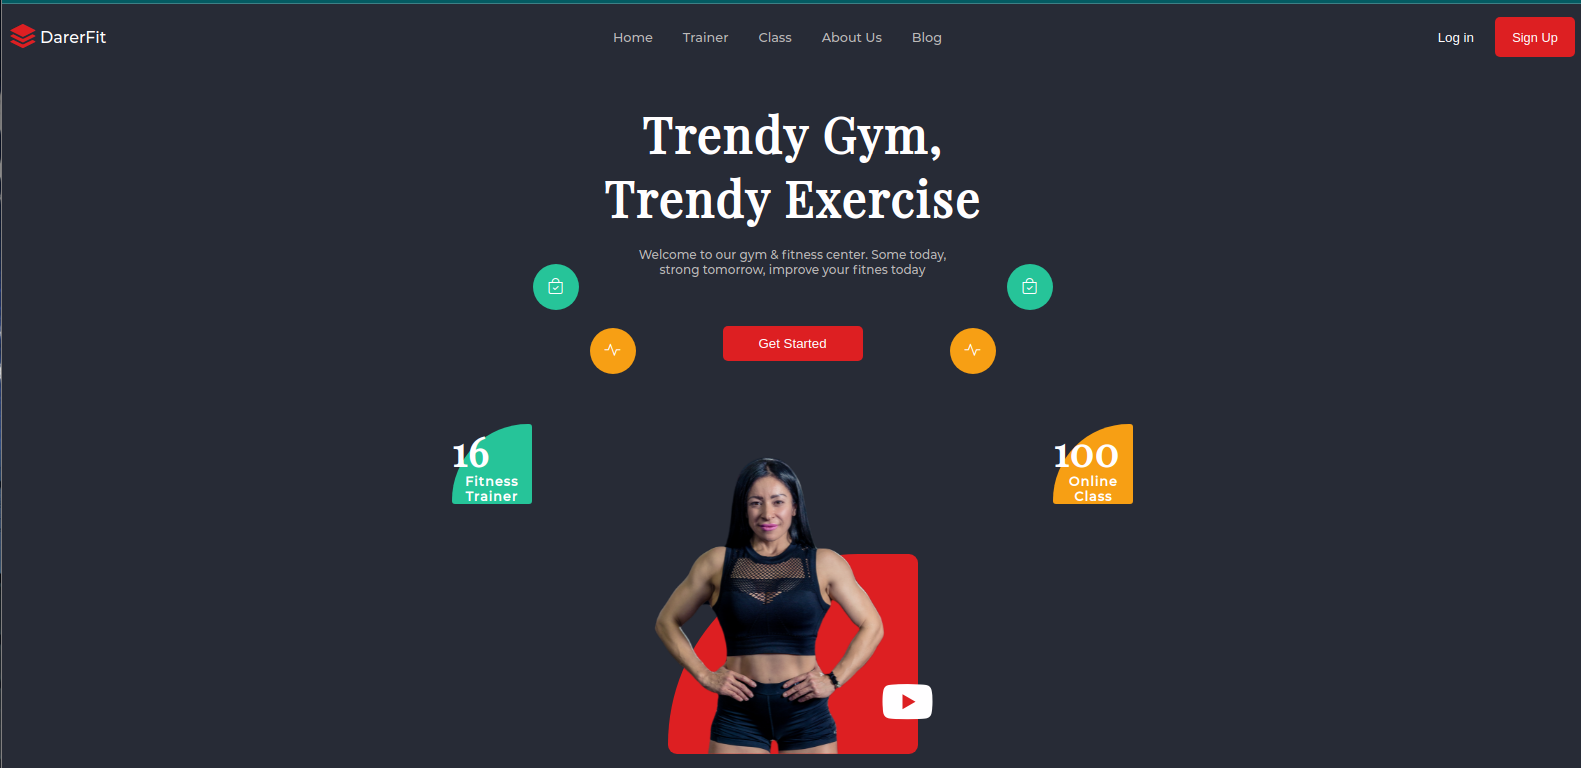 DarerFit
Home Trainer Class About Us Blog
Log in
Sign Up
Trendy Gym,
Trendy Exercise
Welcome to our gym & fitness center. Some today,
strong tomorrow, improve your fitnes today
Get Started
16
Fitness
Trainer
100
Online
Class